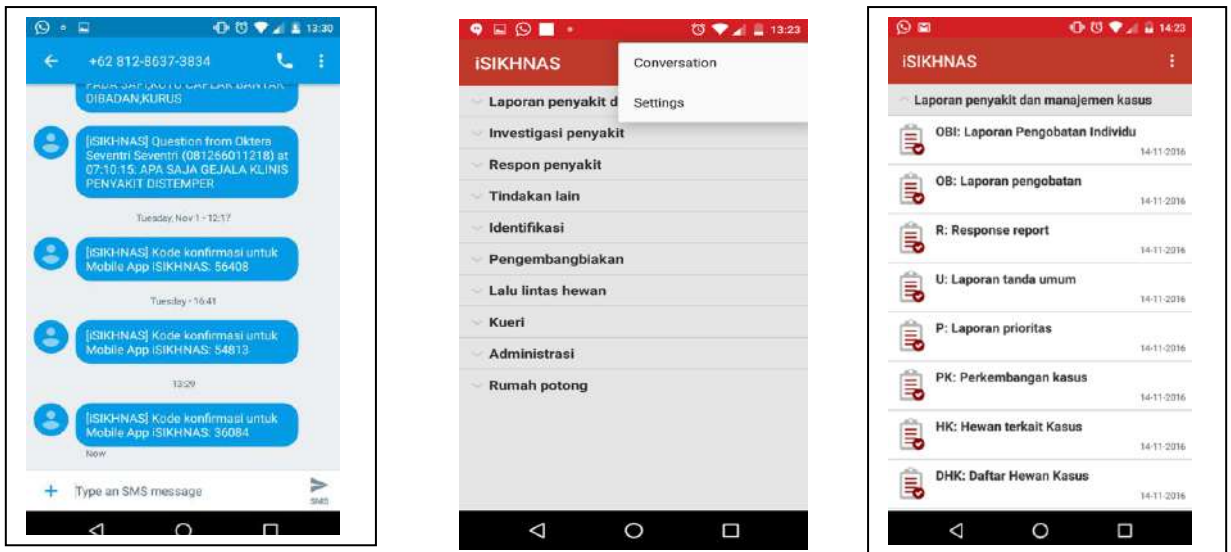 13:30
+62 812-8637-3834
DIBADAN,KURUS
[iSIKHNAS] Question from Oktera
Seventri Seventri (081266011218) at
07:10:15: APA SAJA GEJALA KLINIS
PENYAKIT DISTEMPER
Tuesday, Nov 1 • 12:17
[iSIKHNAS] Kode konfirmasi untuk
Mobile App iSIKHNAS: 56408
Tuesday • 16:41
[iSIKHNAS] Kode konfirmasi untuk
Mobile App iSIKHNAS: 54813
13:29
[iSIKHNAS] Kode konfirmasi untuk
Mobile App iSIKHNAS: 36084
Now
Type an SMS message
SMS
13:23
iSIKHNAS
Conversation
Settings
Laporan penyakit d
Investigasi penyakit
Respon penyakit
Tindakan lain
Identifikasi
Pengembangbiakan
Lalu lintas hewan
Kueri
Administrasi
Rumah potong
14:23
iSIKHNAS
Laporan penyakit dan manajemen kasus
OBI: Laporan Pengobatan Individu
14-11-2016
OB: Laporan pengobatan
14-11-2016
R: Response report
14-11-2016
U: Laporan tanda umum
14-11-2016
P: Laporan prioritas
14-11-2016
PK: Perkembangan kasus
14-11-2016
HK: Hewan terkait Kasus
14-11-2016
DHK: Daftar Hewan Kasus
14-11-2016